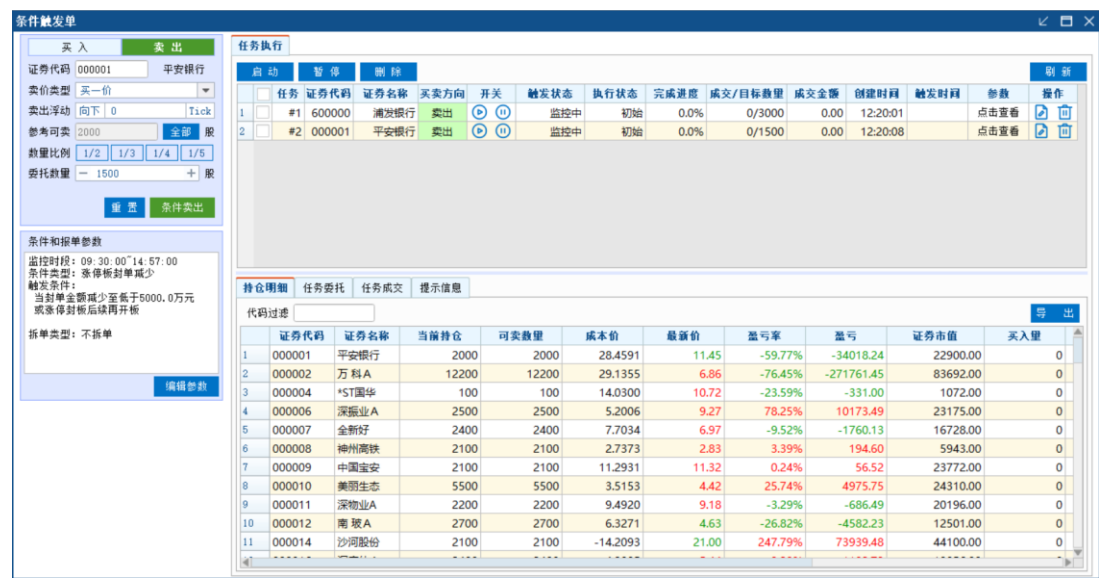 条件触发单
买 入 卖 出
证券代码 000001 平安银行
卖价类型 买一价
卖出浮动 向下 0 Tick
参考可卖 2000 全部 股
数量比例 1/2 1/3 1/4 1/5
委托数量 － 1500 ＋ 股
重 置 条件卖出
条件和报单参数
监控时段: 09:30:00~14:57:00
条件类型: 涨停板封单减少
触发条件:
当封单金额减少至低于5000.0万元
或涨停封板后续再开板
拆单类型: 不拆单
编辑参数
任务执行
启 动 暂 停 删 除 刷 新
任务 证券代码 证券名称 买卖方向 开关 触发状态 执行状态 完成进度 成交/目标数量 成交金额 创建时间 触发时间 参数 操作
1 #1 600000 浦发银行 卖出 监控中 初始 0.0% 0/3000 0.00 12:20:01 点击查看
2 #2 000001 平安银行 卖出 监控中 初始 0.0% 0/1500 0.00 12:20:08 点击查看
持仓明细 任务委托 任务成交 提示信息
代码过滤 导 出
证券代码 证券名称 当前持仓 可卖数量 成本价 最新价 盈亏率 盈亏 证券市值 买入量
1 000001 平安银行 2000 2000 28.4591 11.45 -59.77% -34018.24 22900.00 0
2 000002 万 科A 12200 12200 29.1355 6.86 -76.45% -271761.45 83692.00 0
3 000004 *ST国华 100 100 14.0300 10.72 -23.59% -331.00 1072.00 0
4 000006 深振业A 2500 2500 5.2006 9.27 78.25% 10173.49 23175.00 0
5 000007 全新好 2400 2400 7.7034 6.97 -9.52% -1760.13 16728.00 0
6 000008 神州高铁 2100 2100 2.7373 2.83 3.39% 194.60 5943.00 0
7 000009 中国宝安 2100 2100 11.2931 11.32 0.24% 56.52 23772.00 0
8 000010 美丽生态 5500 5500 3.5153 4.42 25.74% 4975.75 24310.00 0
9 000011 深物业A 2200 2200 9.4920 9.18 -3.29% -686.49 20196.00 0
10 000012 南 玻A 2700 2700 6.3271 4.63 -26.82% -4582.23 12501.00 0
11 000014 沙河股份 2100 2100 -14.2093 21.00 247.79% 73939.48 44100.00 0